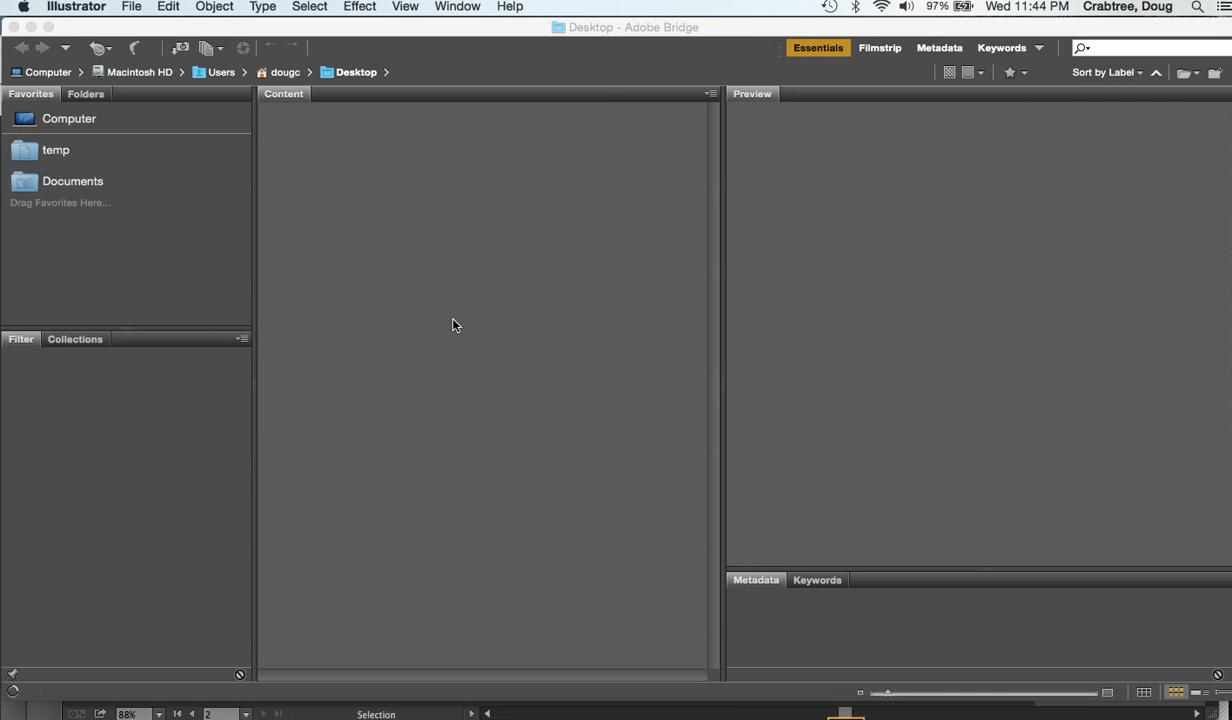 Illustrator File Edit Object Type Select Effect View Window Help 97% Wed 11:44 PM Crabtree, Doug
Desktop - Adobe Bridge
Essentials Filmstrip Metadata Keywords
Computer Macintosh HD Users dougc Desktop Sort by Label
Favorites Folders Content Preview
Computer
temp
Documents
Drag Favorites Here...
Filter Collections
Metadata Keywords
88% 2 Selection